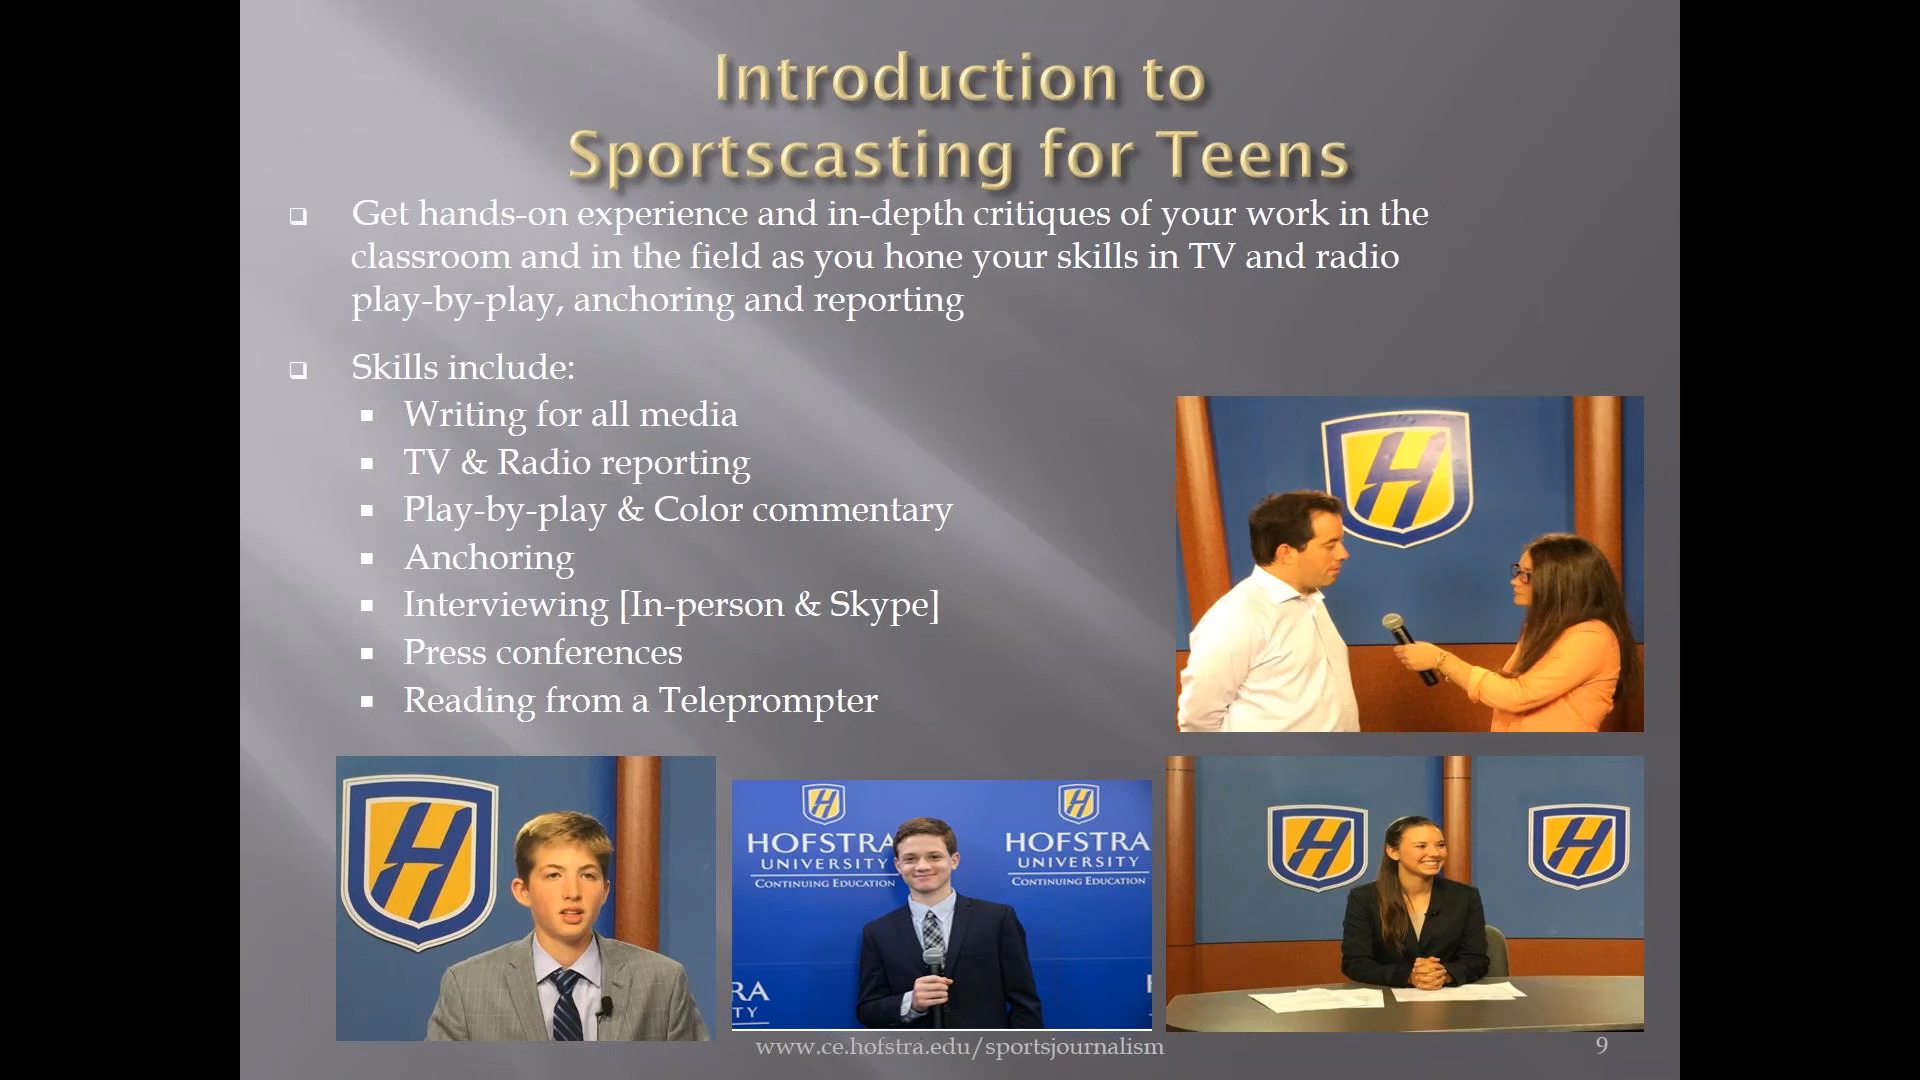 Introduction to
Sportscasting for Teens
Get hands-on experience and in-depth critiques of your work in the
classroom and in the field as you hone your skills in TV and radio
play-by-play, anchoring and reporting
Skills include:
Writing for all media
TV & Radio reporting
Play-by-play & Color commentary
Anchoring
Interviewing [In-person & Skype]
Press conferences
Reading from a Teleprompter
H
H
H
HOFSTRA
UNIVERSITY
CONTINUING EDUCATION
H
HOFSTRA
UNIVERSITY
CONTINUING EDUCATION
RA
TY
H
H
www.ce.hofstra.edu/sportsjournalism
9